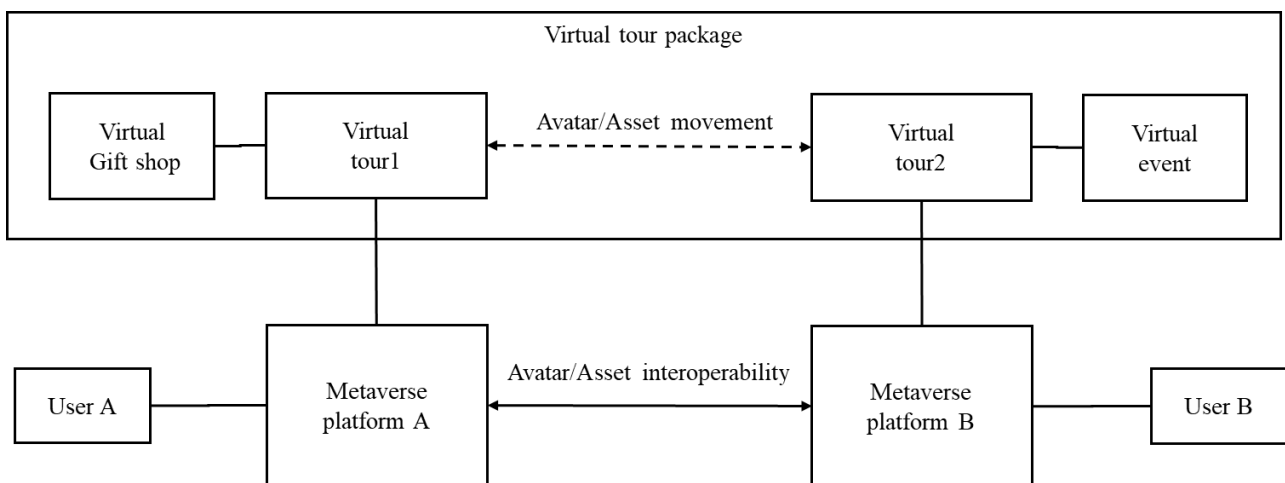 Virtual tour package
Virtual
Gift shop
Virtual
tour1
Avatar/Asset movement
Virtual
tour2
Virtual
event
User A
Metaverse
platform A
Avatar/Asset interoperability
Metaverse
platform B
User B